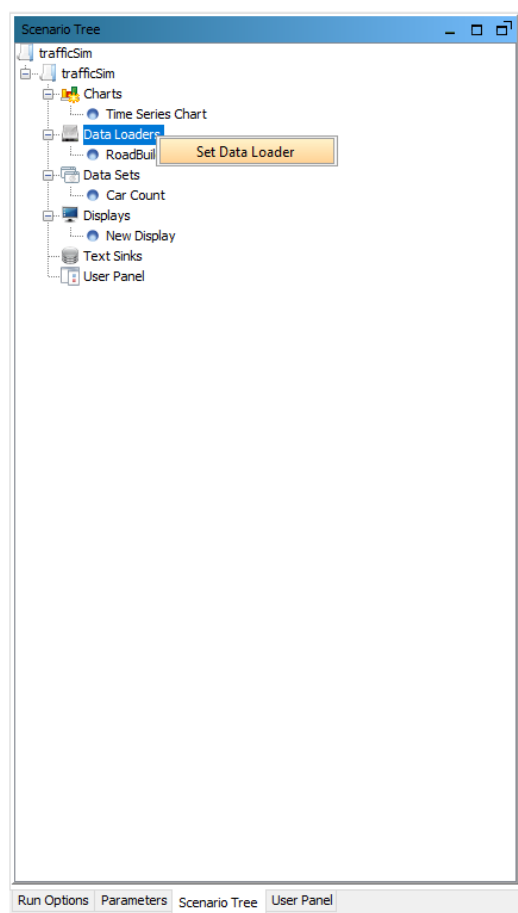 Scenario Tree
trafficSim
trafficSim
Charts
Time Series Chart
Data Loaders
RoadBuil
Set Data Loader
Data Sets
Car Count
Displays
New Display
Text Sinks
User Panel
Run Options Parameters Scenario Tree User Panel